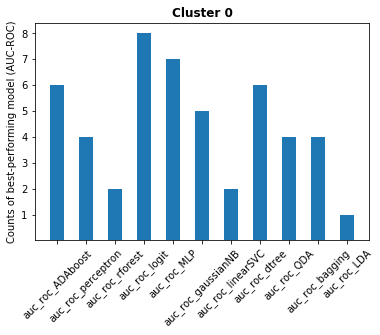 Cluster 0
Counts of best-performing model (AUC-ROC)
8
7
6
5
4
3
2
1
auc_roc_ADAboost
auc_roc_perceptron
auc_roc_rforest
auc_roc_logit
auc_roc_MLP
auc_roc_gaussianNB
auc_roc_linearSVC
auc_roc_dtree
auc_roc_QDA
auc_roc_bagging
auc_roc_LDA